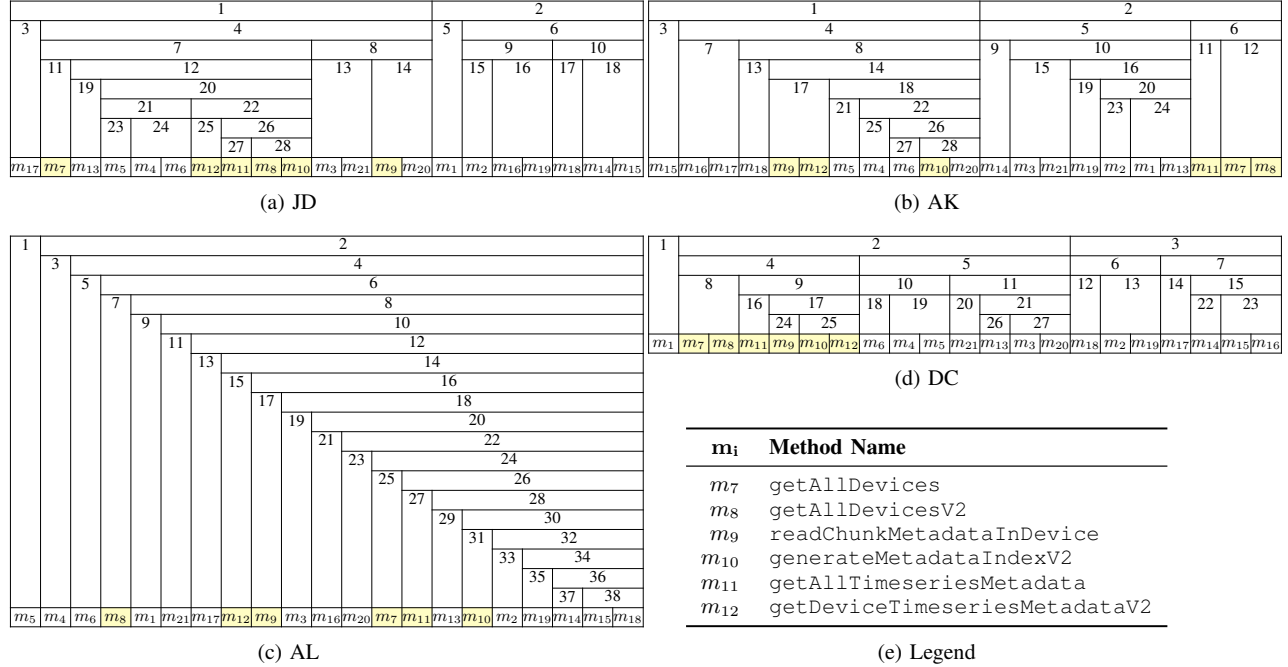 1 2
3 4 5 6
7 8 9 10
11 12 13 14 15 16 17 18
19 20
21 22
23 24 25 26
27 28
m17 m7 m13 m5 m4 m6 m12 m11 m8 m10 m3 m21 m9 m20 m1 m2 m16 m19 m18 m14 m15
(a) JD
1 2
3 4 5 6
7 8 9 10 11 12
13 14 15 16
17 18 19 20
21 22 23 24
25 26
27 28
m15 m16 m17 m18 m9 m12 m5 m4 m6 m10 m20 m14 m3 m21 m19 m2 m1 m13 m11 m7 m8
(b) AK
1 2
3 4
5 6
7 8
9 10
11 12
13 14
15 16
17 18
19 20
21 22
23 24
25 26
27 28
29 30
31 32
33 34
35 36
37 38
m5 m4 m6 m8 m1 m21 m17 m12 m9 m3 m16 m20 m7 m11 m13 m10 m2 m19 m14 m15 m18
(c) AL
1 2 3
4 5 6 7
8 9 10 11 12 13 14 15
16 17 18 19 20 21 22 23
24 25 26 27
m1 m7 m8 m11 m9 m10 m12 m6 m4 m5 m21 m13 m3 m20 m18 m2 m19 m17 m14 m15 m16
(d) DC
mi Method Name
m7 getAllDevices
m8 getAllDevicesV2
m9 readChunkMetadataInDevice
m10 generateMetadataIndexV2
m11 getAllTimeseriesMetadata
m12 getDeviceTimeseriesMetadataV2
(e) Legend